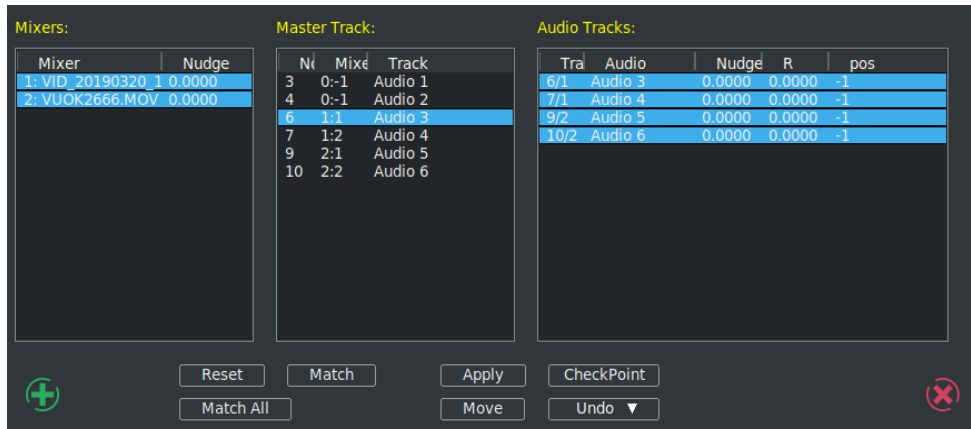 Mixers: Master Track: Audio Tracks:
Mixer Nudge No Mixe Track Tra Audio Nudge R pos
1: VID_20190320_1 0.0000 3 0:-1 Audio 1 6/1 Audio 3 0.0000 0.0000 -1
2: VUOK2666.MOV 0.0000 4 0:-1 Audio 2 7/1 Audio 4 0.0000 0.0000 -1
6 1:1 Audio 3 9/2 Audio 5 0.0000 0.0000 -1
7 1:2 Audio 4 10/2 Audio 6 0.0000 0.0000 -1
9 2:1 Audio 5
10 2:2 Audio 6
Reset Match Apply CheckPoint
Match All Move Undo ▼